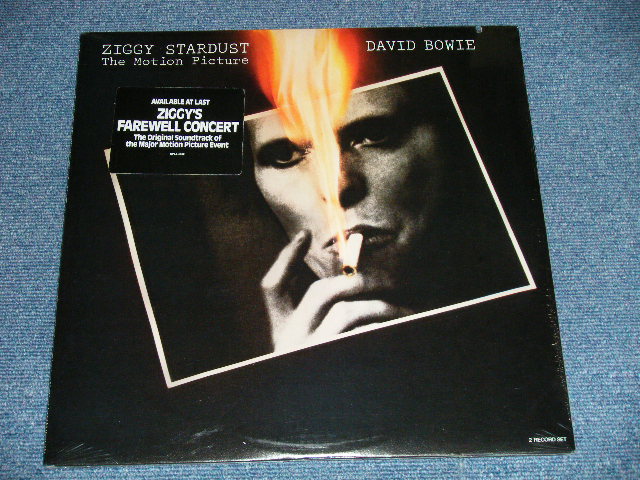 ZIGGY STARDUST
The Motion Picture
DAVID BOWIE
AVAILABLE AT LAST
ZIGGY'S
FAREWELL CONCERT
The Original Soundtrack of
the Major Motion Picture Event
2 RECORD SET